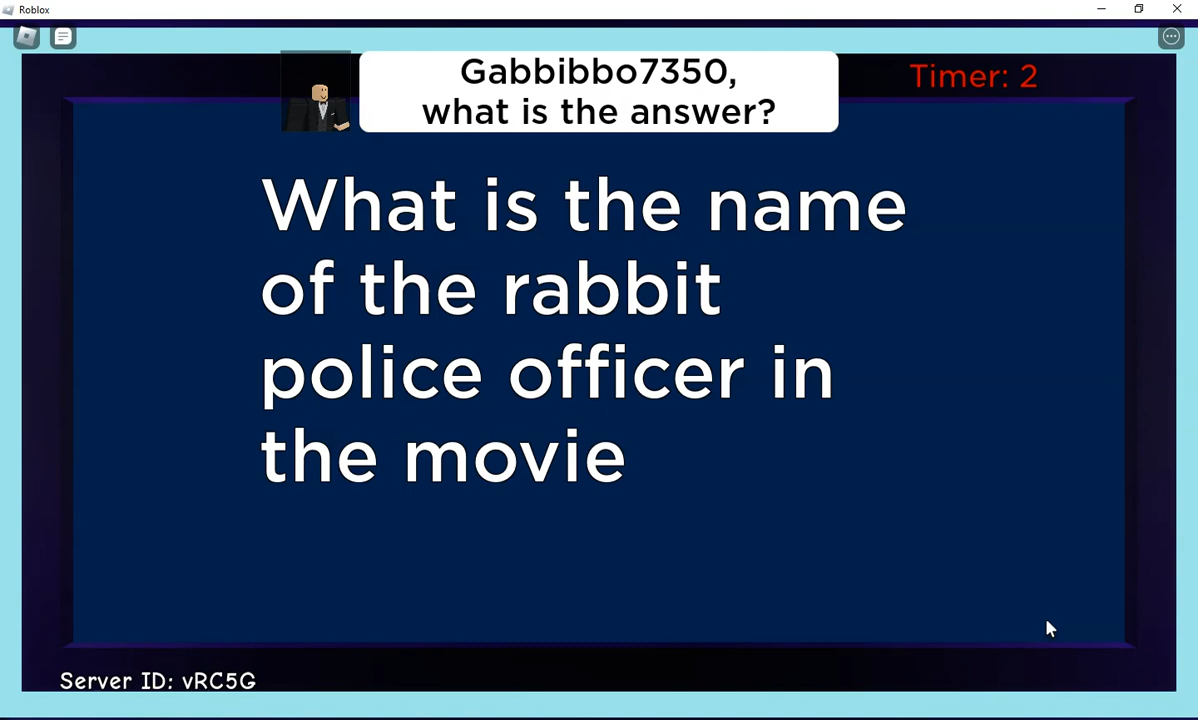 Roblox
Gabbibbo7350,
what is the answer?
Timer: 2
What is the name
of the rabbit
police officer in
the movie
Server ID: vRC5G